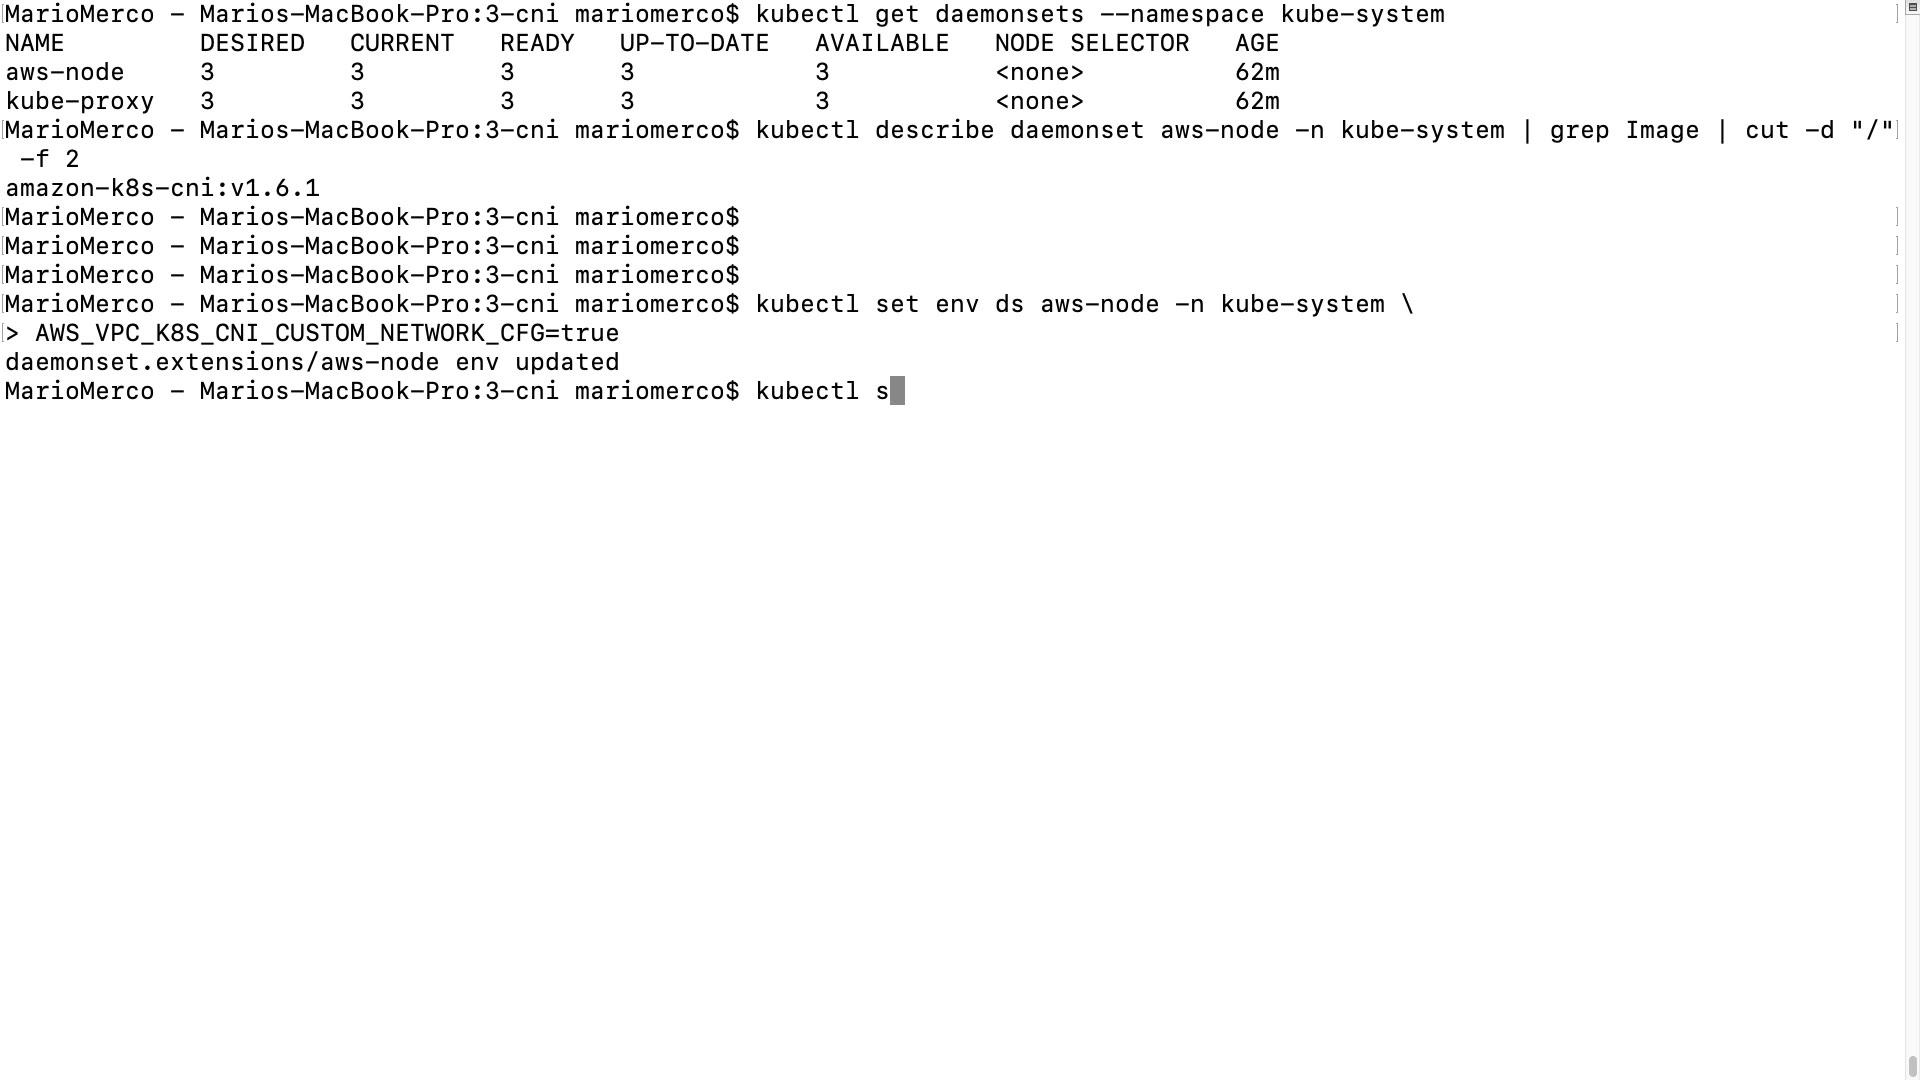 MarioMerco - Marios-MacBook-Pro:3-cni mariomerco$ kubectl get daemonsets --namespace kube-system
NAME         DESIRED   CURRENT   READY   UP-TO-DATE   AVAILABLE   NODE SELECTOR   AGE
aws-node     3         3         3       3            3           <none>          62m
kube-proxy   3         3         3       3            3           <none>          62m
MarioMerco - Marios-MacBook-Pro:3-cni mariomerco$ kubectl describe daemonset aws-node -n kube-system | grep Image | cut -d "/"
 -f 2
amazon-k8s-cni:v1.6.1
MarioMerco - Marios-MacBook-Pro:3-cni mariomerco$
MarioMerco - Marios-MacBook-Pro:3-cni mariomerco$
MarioMerco - Marios-MacBook-Pro:3-cni mariomerco$
MarioMerco - Marios-MacBook-Pro:3-cni mariomerco$ kubectl set env ds aws-node -n kube-system \
> AWS_VPC_K8S_CNI_CUSTOM_NETWORK_CFG=true
daemonset.extensions/aws-node env updated
MarioMerco - Marios-MacBook-Pro:3-cni mariomerco$ kubectl s